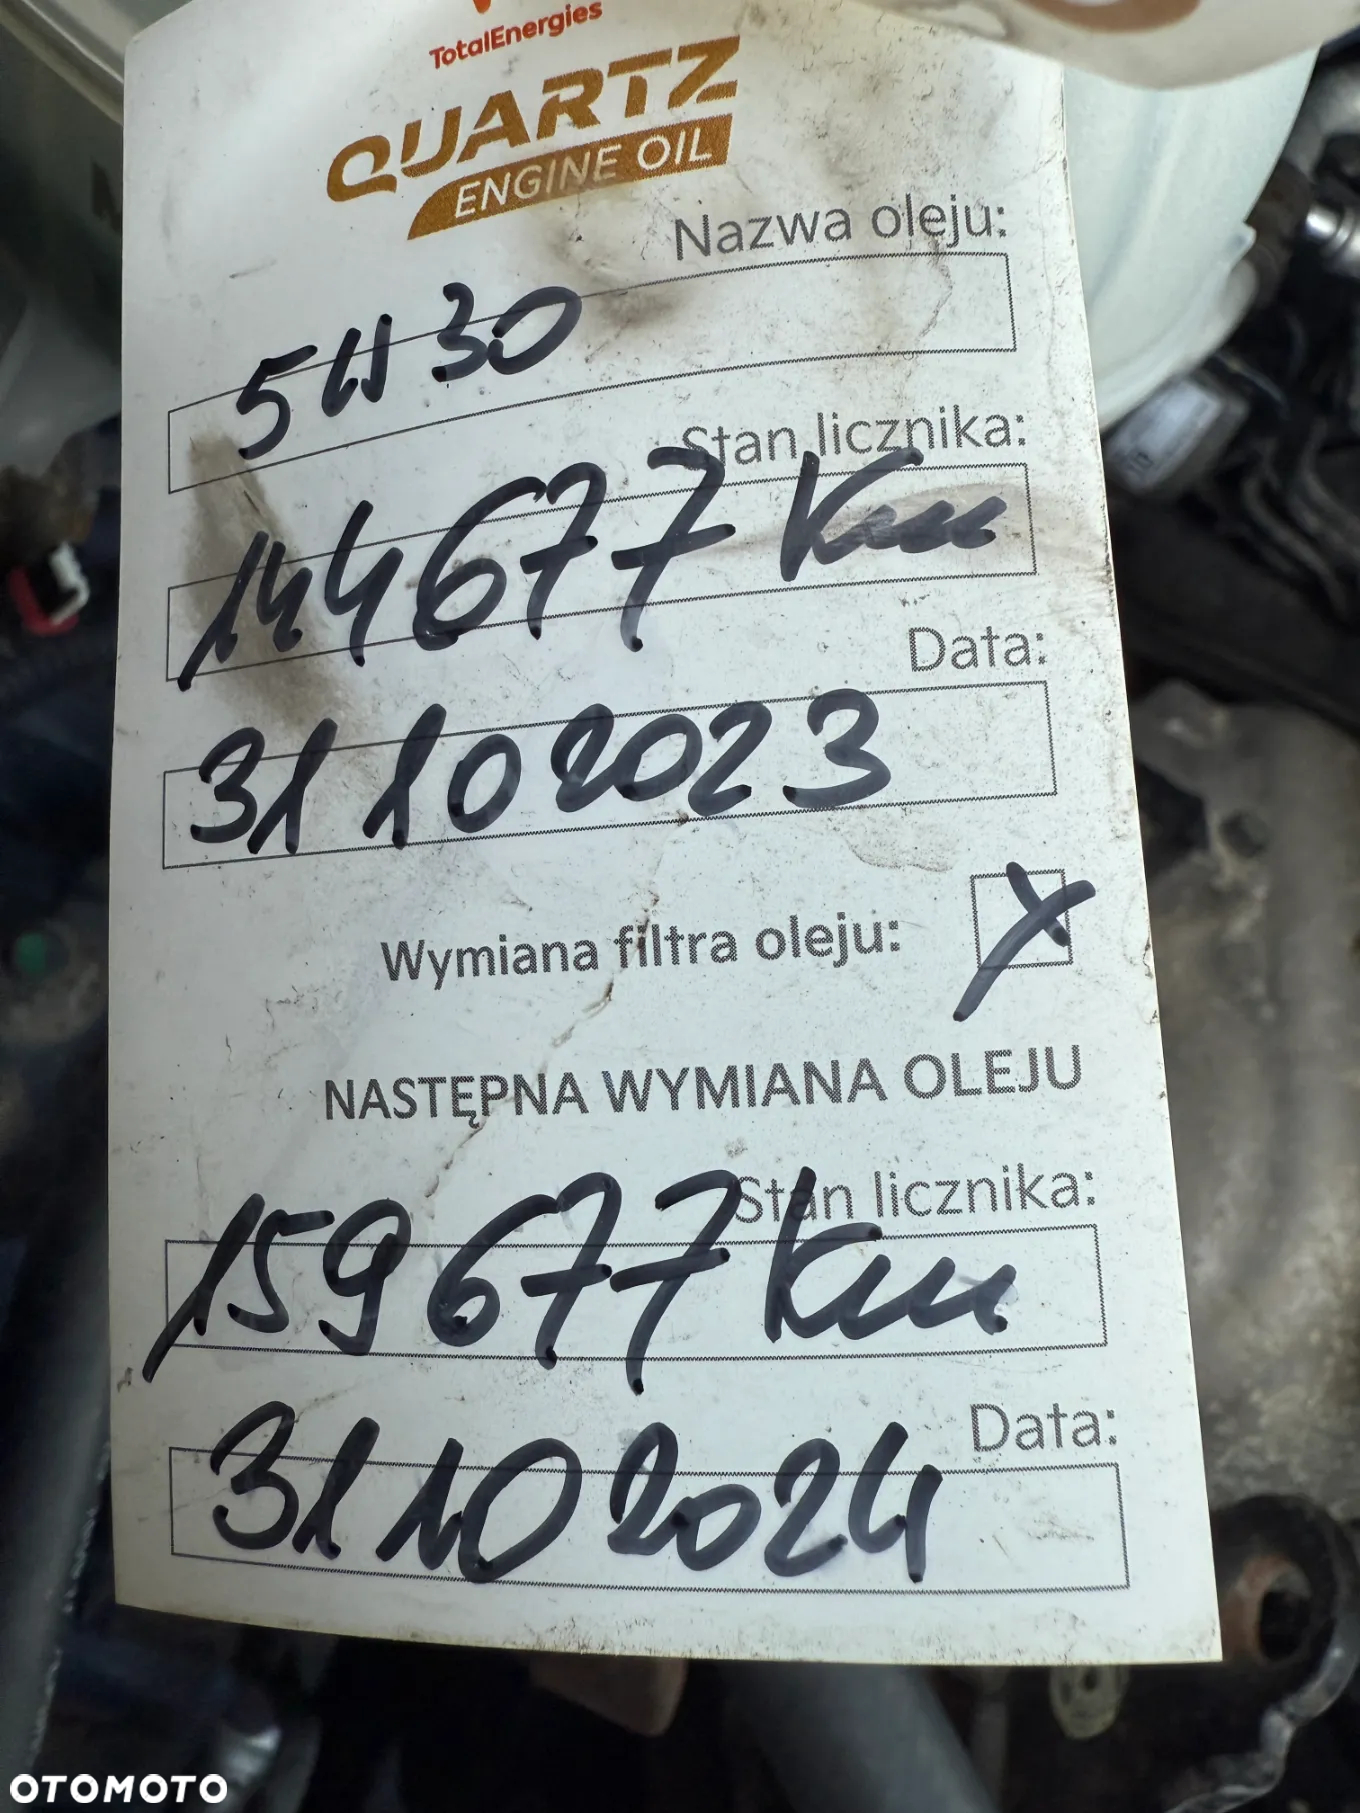 TotalEnergies
QUARTZ
ENGINE OIL
Nazwa oleju:
5W30
Stan licznika:
144677 km
Data:
31 10 2023
Wymiana filtra oleju: X
NASTĘPNA WYMIANA OLEJU
Stan licznika:
159677 km
Data:
31 10 2024
OTOMOTO